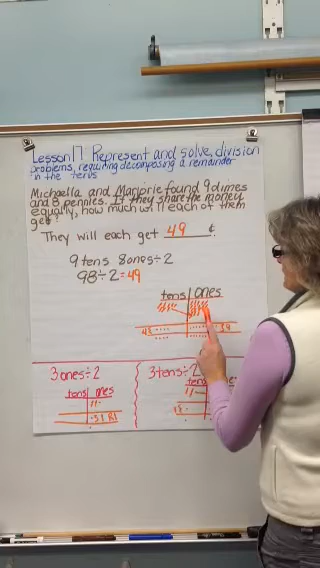 Lesson 17 Represent and solve division
problems requiring decomposing a remainder
in the tens
Michaella and Marjorie found 9 dimes
and 8 pennies. If they share the money
equally, how much will each of them
get?
They will each get 49 ¢.
9 tens 8 ones ÷ 2
98 ÷ 2 = 49
tens ones
3 ones ÷ 2
tens ones
3 tens ÷ 2
tens